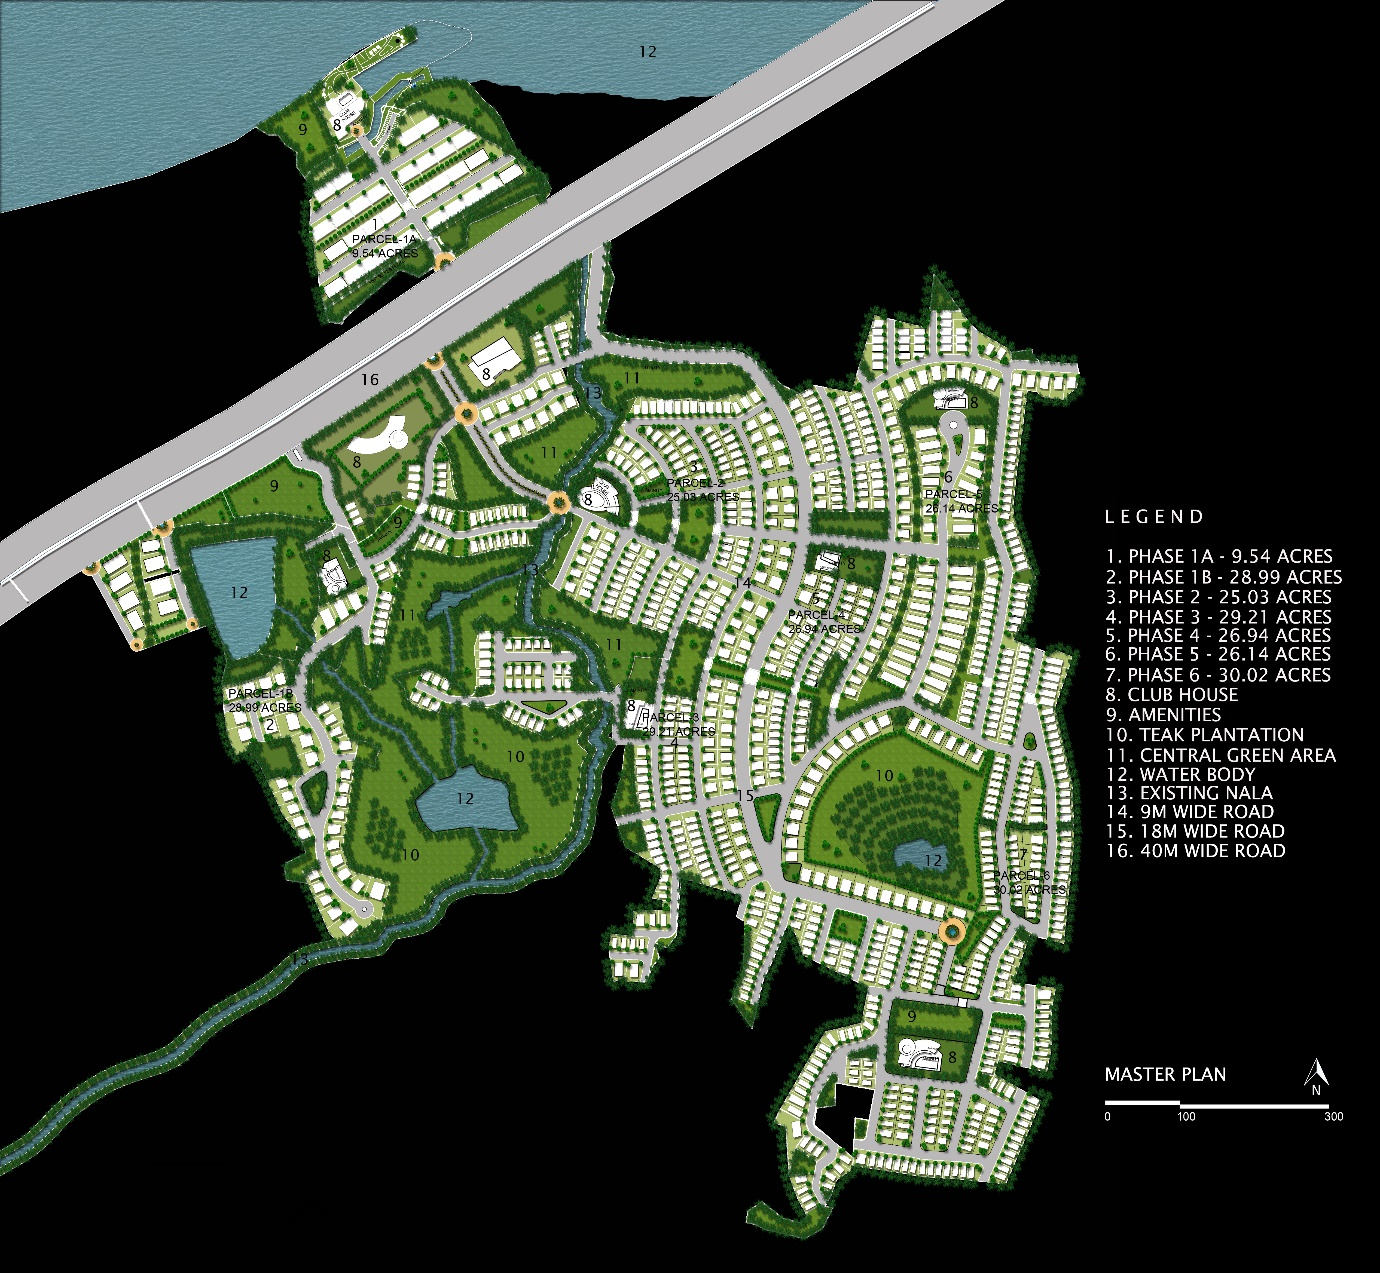 12
9
8
1
PARCEL-1A
9.54 ACRES
16
8
11
13
8
8
11
3
PARCEL-2
25.03 ACRES
6
PARCEL-5
26.14 ACRES
9
8
9
8
12
13
14
8
5
PARCEL-4
26.94 ACRES
11
11
PARCEL-1B
28.99 ACRES
2
8
PARCEL-3
29.21 ACRES
4
10
12
15
10
10
12
7
PARCEL-6
30.02 ACRES
13
9
8
LEGEND
1. PHASE 1A - 9.54 ACRES
2. PHASE 1B - 28.99 ACRES
3. PHASE 2 - 25.03 ACRES
4. PHASE 3 - 29.21 ACRES
5. PHASE 4 - 26.94 ACRES
6. PHASE 5 - 26.14 ACRES
7. PHASE 6 - 30.02 ACRES
8. CLUB HOUSE
9. AMENITIES
10. TEAK PLANTATION
11. CENTRAL GREEN AREA
12. WATER BODY
13. EXISTING NALA
14. 9M WIDE ROAD
15. 18M WIDE ROAD
16. 40M WIDE ROAD
MASTER PLAN
N
0 100 300